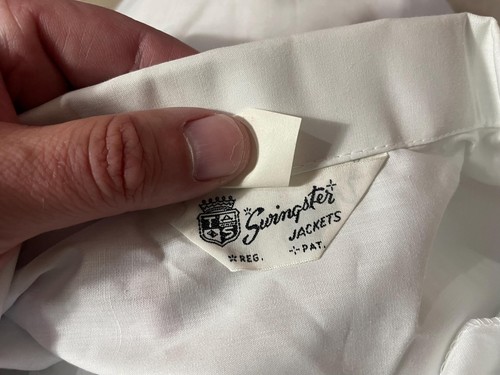 Swingster
JACKETS
REG. PAT.